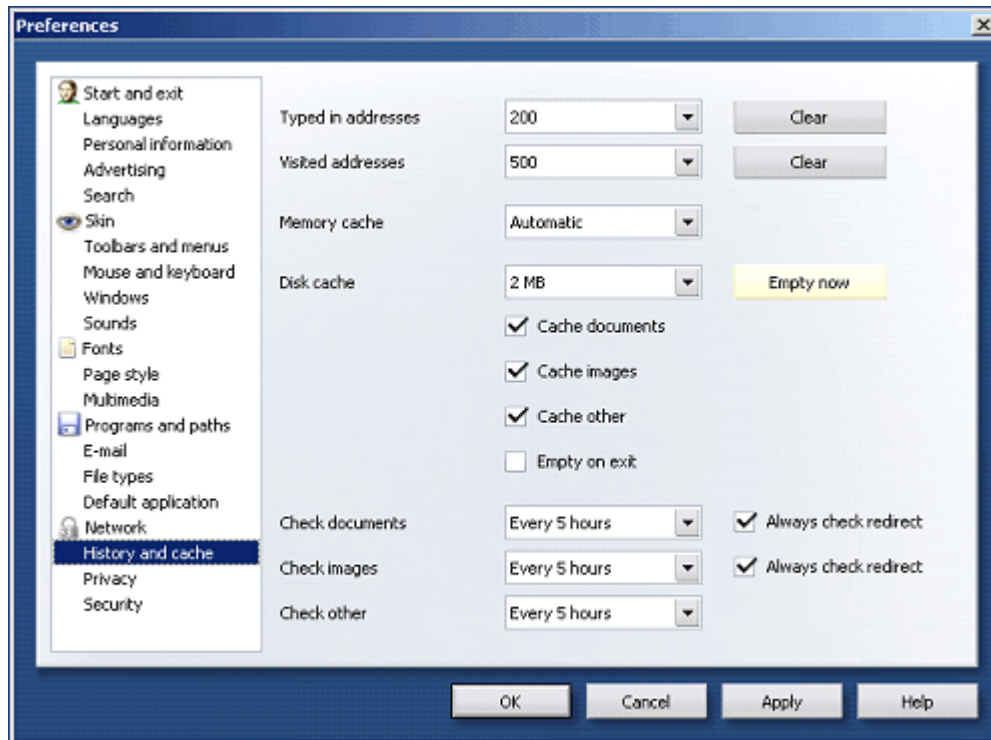 Preferences
Start and exit
Languages
Personal information
Advertising
Search
Skin
Toolbars and menus
Mouse and keyboard
Windows
Sounds
Fonts
Page style
Multimedia
Programs and paths
E-mail
File types
Default application
Network
History and cache
Privacy
Security
Typed in addresses 200 Clear
Visited addresses 500 Clear
Memory cache Automatic
Disk cache 2 MB Empty now
Cache documents
Cache images
Cache other
Empty on exit
Check documents Every 5 hours Always check redirect
Check images Every 5 hours Always check redirect
Check other Every 5 hours
OK Cancel Apply Help